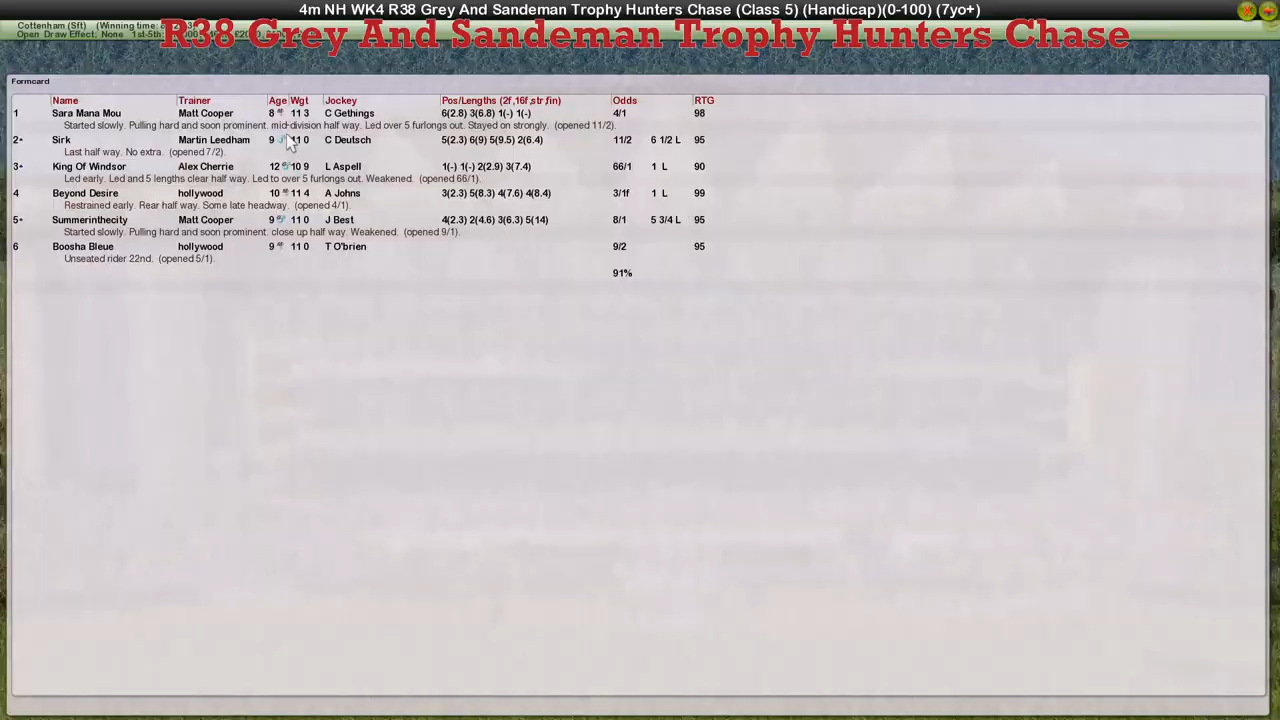 4m NH WK4 R38 Grey And Sandeman Trophy Hunters Chase (Class 5) (Handicap)(0-100) (7yo+)
Cottenham (Sft) (Winning time:
Open Draw Effect: None 1st-5th:
R38 Grey And Sandeman Trophy Hunters Chase
Formcard
Name Trainer Age Wgt Jockey Pos/Lengths (2f,16f,str,fin) Odds RTG
1 Sara Mana Mou Matt Cooper 8 11 3 C Gethings 6(2.8) 3(6.8) 1(-) 1(-) 4/1 98
Started slowly. Pulling hard and soon prominent. mid-division half way. Led over 5 furlongs out. Stayed on strongly. (opened 11/2).
2 Sirk Martin Leedham 9 11 0 C Deutsch 5(2.3) 6(9) 5(9.5) 2(6.4) 11/2 6 1/2 L 95
Last half way. No extra. (opened 7/2).
3 King Of Windsor Alex Cherrie 12 10 9 L Aspell 1(-) 1(-) 2(2.9) 3(7.4) 66/1 1 L 90
Led early. Led and 5 lengths clear half way. Led to over 5 furlongs out. Weakened. (opened 66/1).
4 Beyond Desire hollywood 10 11 4 A Johns 3(2.3) 5(8.3) 4(7.6) 4(8.4) 3/1f 1 L 99
Restrained early. Rear half way. Some late headway. (opened 4/1).
5 Summerinthecity Matt Cooper 9 11 0 J Best 4(2.3) 2(4.6) 3(6.3) 5(14) 8/1 5 3/4 L 95
Started slowly. Pulling hard and soon prominent. close up half way. Weakened. (opened 9/1).
6 Boosha Bleue hollywood 9 11 0 T O'brien 9/2 95
Unseated rider 22nd. (opened 5/1).
91%